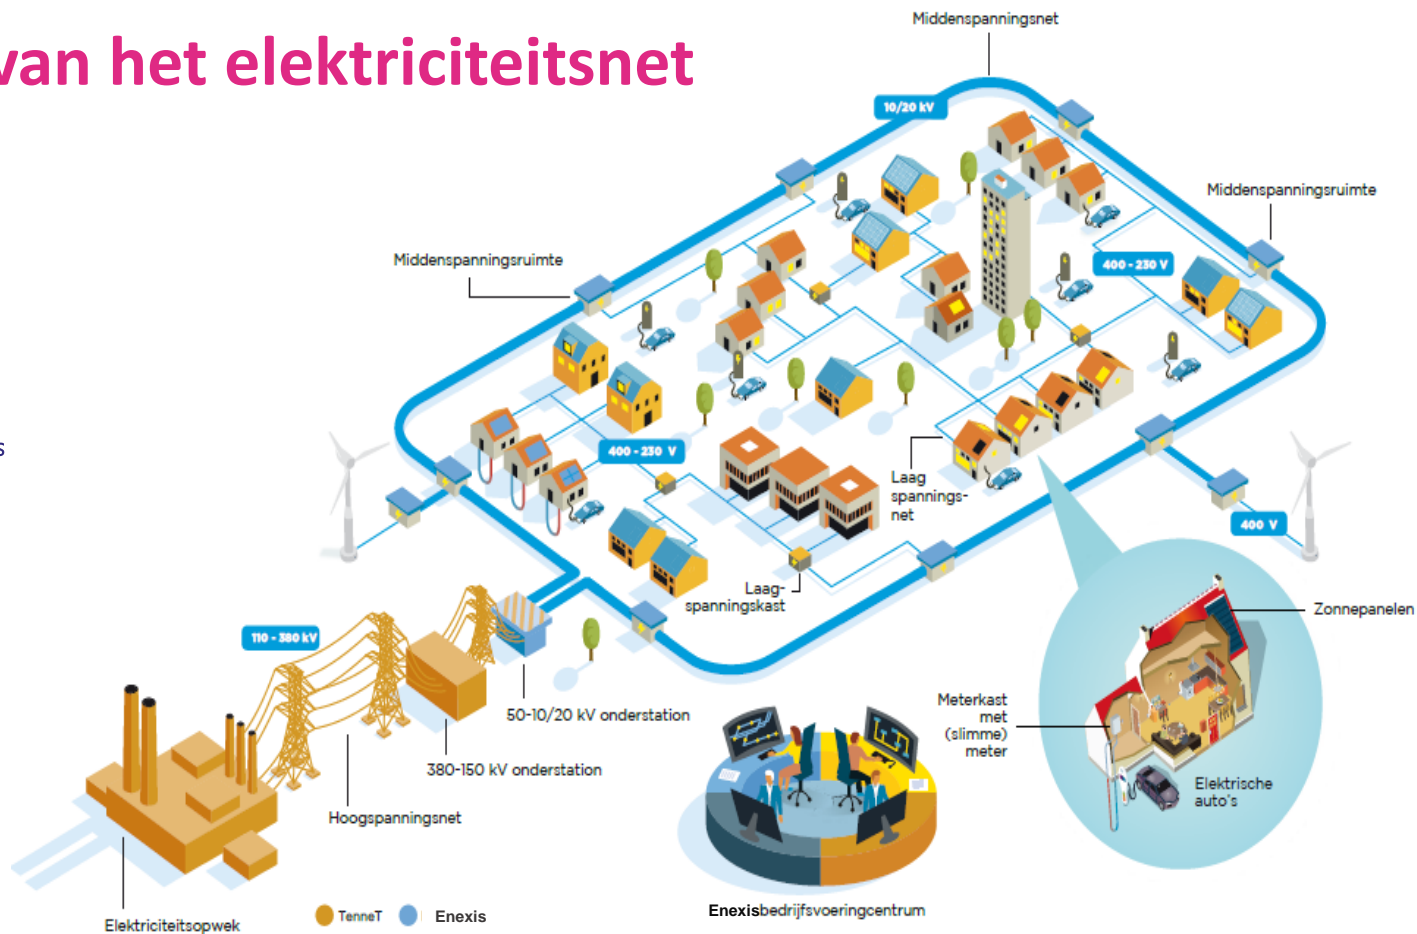 van het elektriciteitsnet
Middenspanningsnet
10/20 kV
Middenspanningsruimte
Middenspanningsruimte
400 - 230 V
s
400 - 230 V
Laag
spannings-
net
400 V
Laag-
spanningskast
Zonnepanelen
110 - 380 kV
50-10/20 kV onderstation
Meterkast
met
(slimme)
meter
380-150 kV onderstation
Elektrische
auto's
Hoogspanningsnet
Elektriciteitsopwek
TenneT
Enexis
Enexisbedrijfsvoeringcentrum